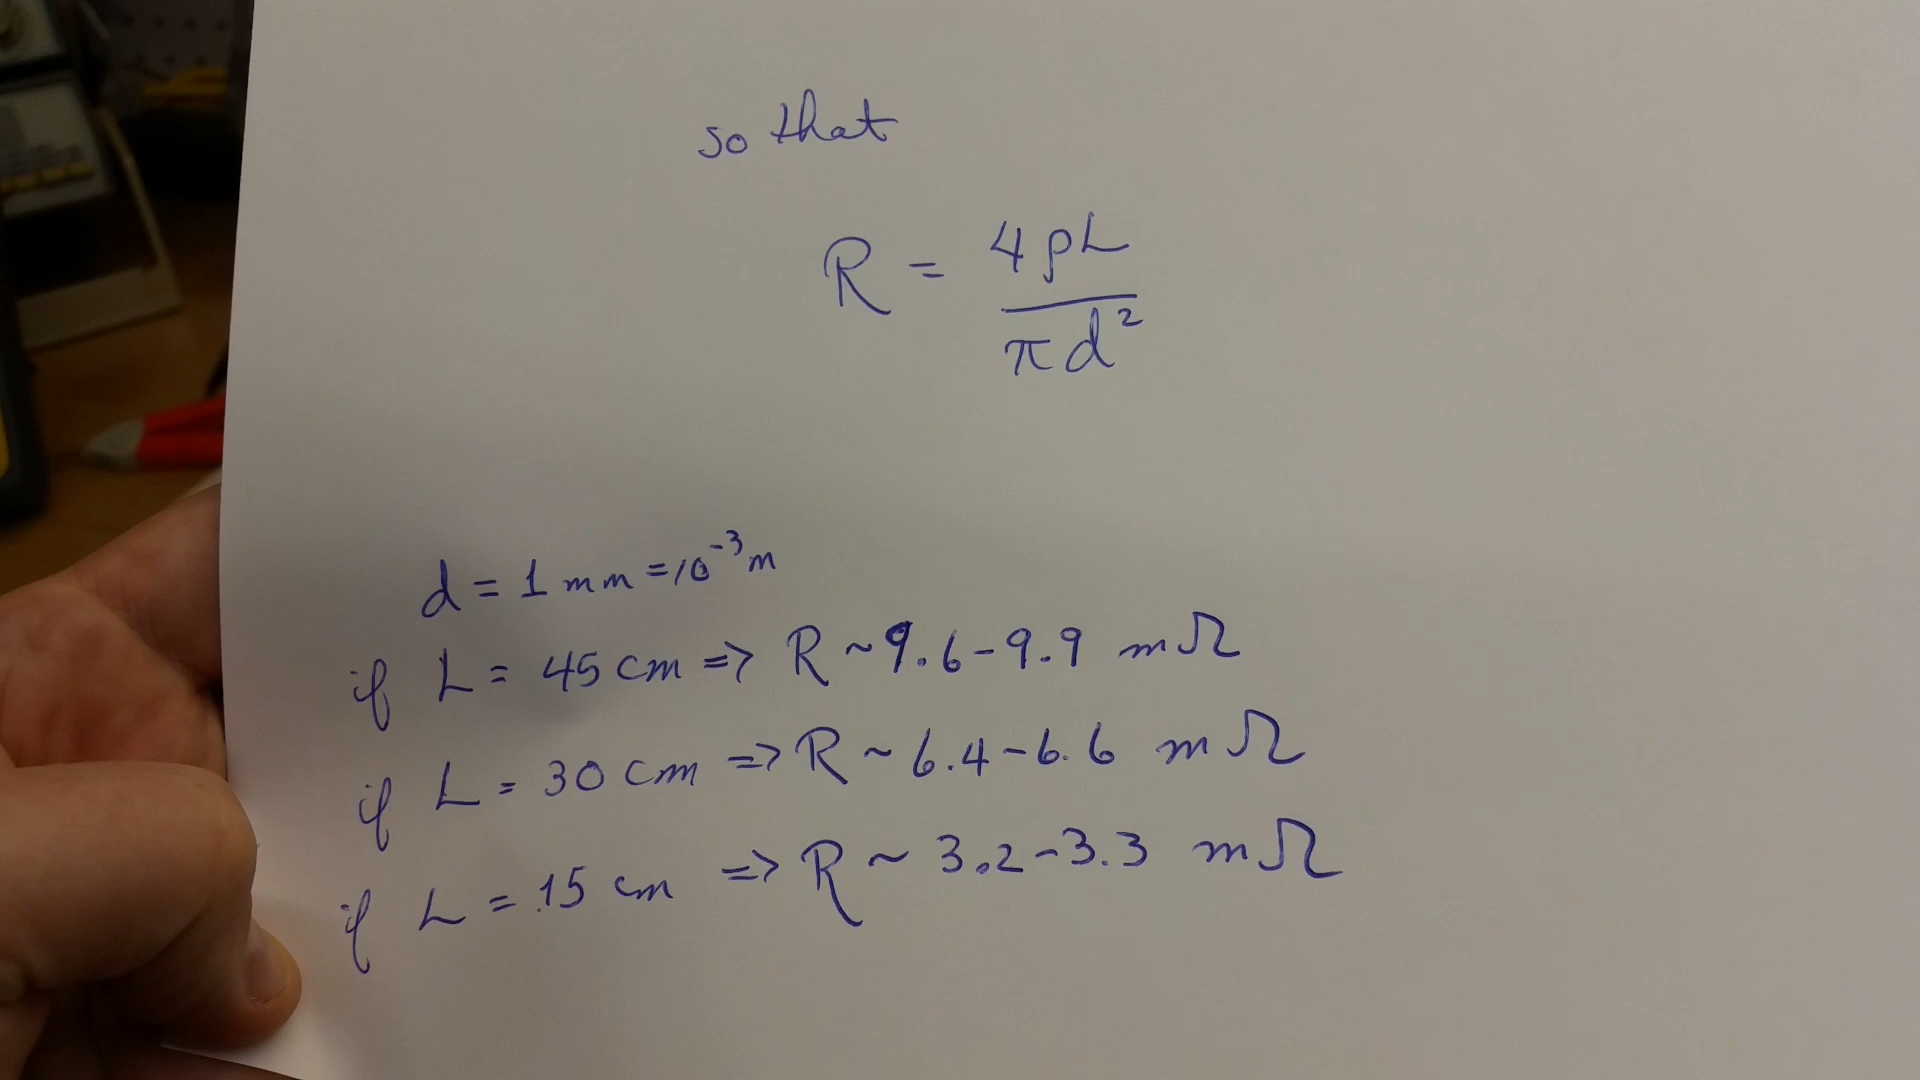 so that
R = 4ρL / πd²
d = 1 mm = 10⁻³ m
if L = 45 cm => R ~ 9.6 - 9.9 mΩ
if L = 30 cm => R ~ 6.4 - 6.6 mΩ
if L = 15 cm => R ~ 3.2 - 3.3 mΩ